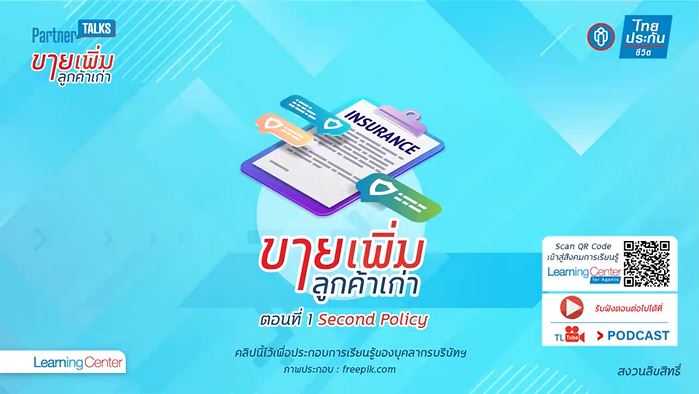 Partner TALKS
ขายเพิ่ม
ลูกค้าเก่า
ไทย
ประกัน
ชีวิต
INSURANCE
ขายเพิ่ม
ลูกค้าเก่า
ตอนที่ 1 Second Policy
คลิปนี้ไว้เพื่อประกอบการเรียนรู้ของบุคลากรบริษัทฯ
ภาพประกอบ : freepik.com
Scan QR Code
เข้าสู่สังคมการเรียนรู้
Learning Center
for Agents
รับฟังตอนต่อไปได้ที่
TL Tube > PODCAST
Learning Center
สงวนลิขสิทธิ์